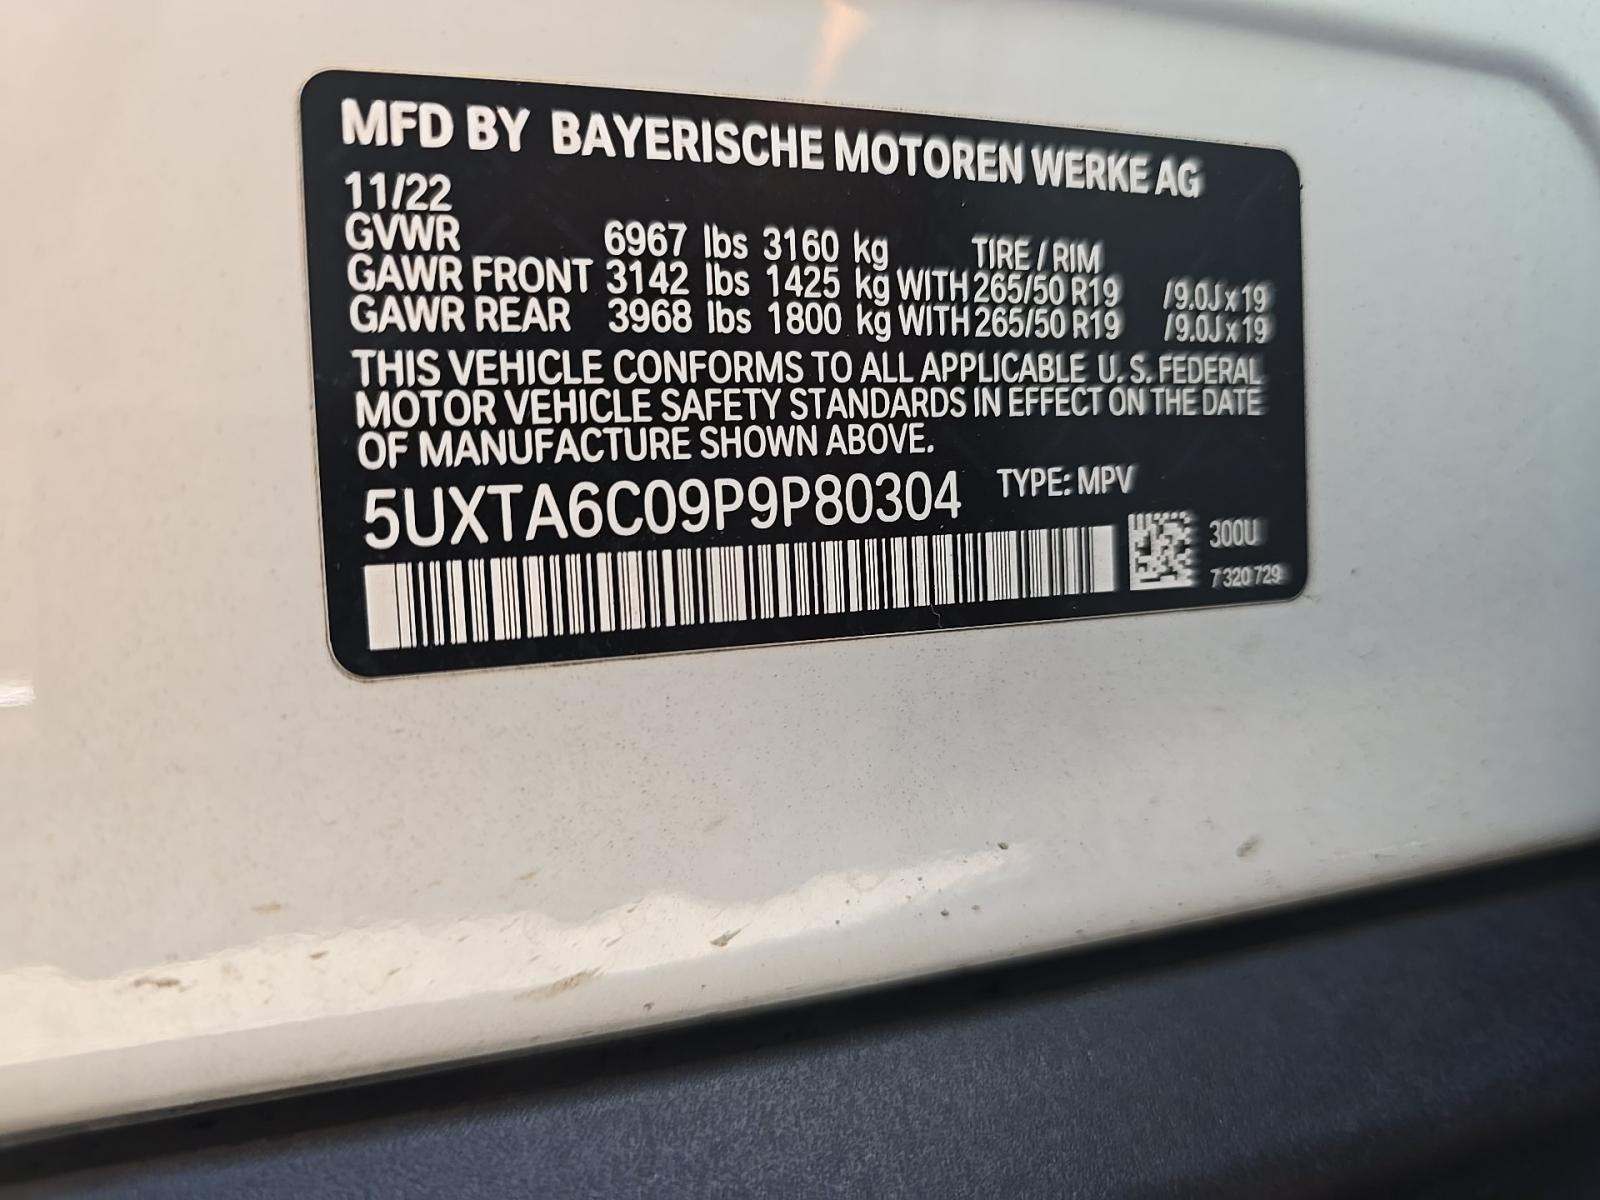 MFD BY BAYERISCHE MOTOREN WERKE AG
11/22
GVWR 6967 lbs 3160 kg TIRE / RIM
GAWR FRONT 3142 lbs 1425 kg WITH 265/50 R19 /9.0J x 19
GAWR REAR 3968 lbs 1800 kg WITH 265/50 R19 /9.0J x 19
THIS VEHICLE CONFORMS TO ALL APPLICABLE U. S. FEDERAL
MOTOR VEHICLE SAFETY STANDARDS IN EFFECT ON THE DATE
OF MANUFACTURE SHOWN ABOVE.
5UXTA6C09P9P80304 TYPE: MPV
300U
7 320 729